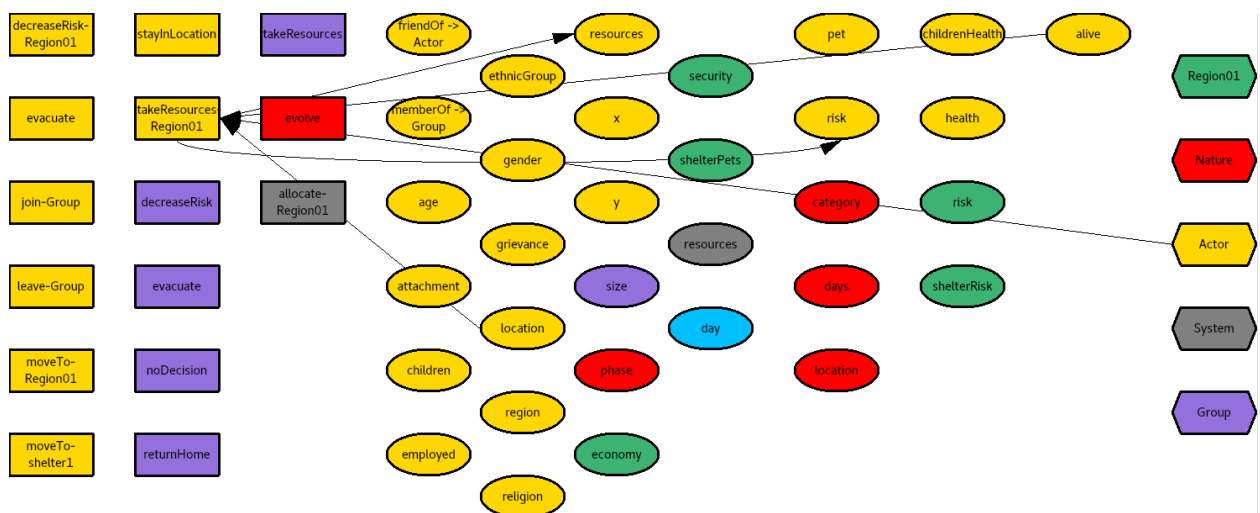 decreaseRisk-
Region01
stayInLocation
takeResources
friendOf ->
Actor
resources
pet
childrenHealth
alive
ethnicGroup
security
Region01
evacuate
takeResources-
Region01
evolve
memberOf ->
Group
x
risk
health
gender
shelterPets
Nature
join-Group
decreaseRisk
allocate-
Region01
age
y
category
risk
grievance
resources
Actor
leave-Group
evacuate
attachment
size
days
shelterRisk
location
day
System
moveTo-
Region01
noDecision
children
phase
location
region
Group
moveTo-
shelter1
returnHome
employed
economy
religion